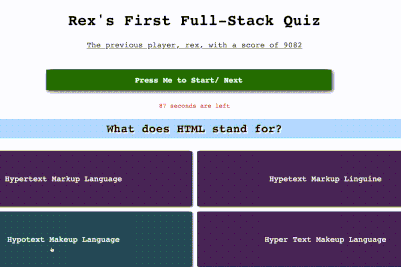 Rex's First Full-Stack Quiz
The previous player, rex, with a score of 9082
Press Me to Start/ Next
87 seconds are left
What does HTML stand for?
Hypertext Markup Language
Hypetext Markup Linguine
Hypotext Makeup Language
Hyper Text Makeup Language